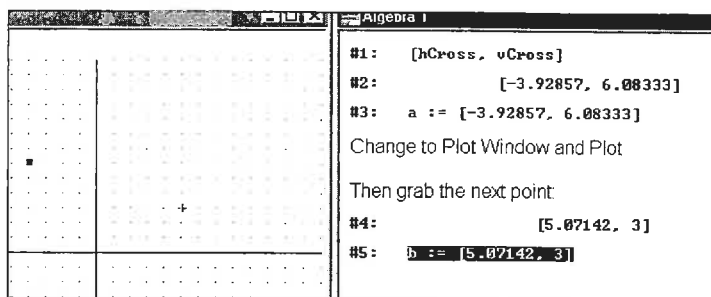 Algebra 1
#1: [hCross, vCross]
#2: [-3.92857, 6.08333]
#3: a := [-3.92857, 6.08333]
Change to Plot Window and Plot
Then grab the next point:
#4: [5.07142, 3]
#5: b := [5.07142, 3]